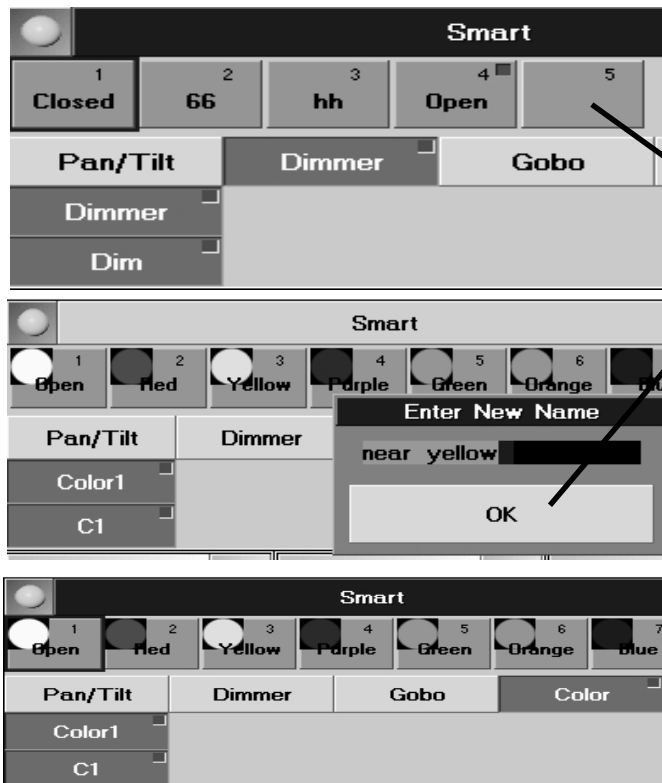 Smart
1 2 3 4 5
Closed 66 hh Open
Pan/Tilt Dimmer Gobo
Dimmer
Dim
Smart
1 2 3 4 5 6
Open Red Yellow Purple Green Orange
Enter New Name
Pan/Tilt Dimmer
near yellow
Color1
OK
C1
Smart
1 2 3 4 5 6 7
Open Red Yellow Purple Green Orange Blue
Pan/Tilt Dimmer Gobo Color
Color1
C1